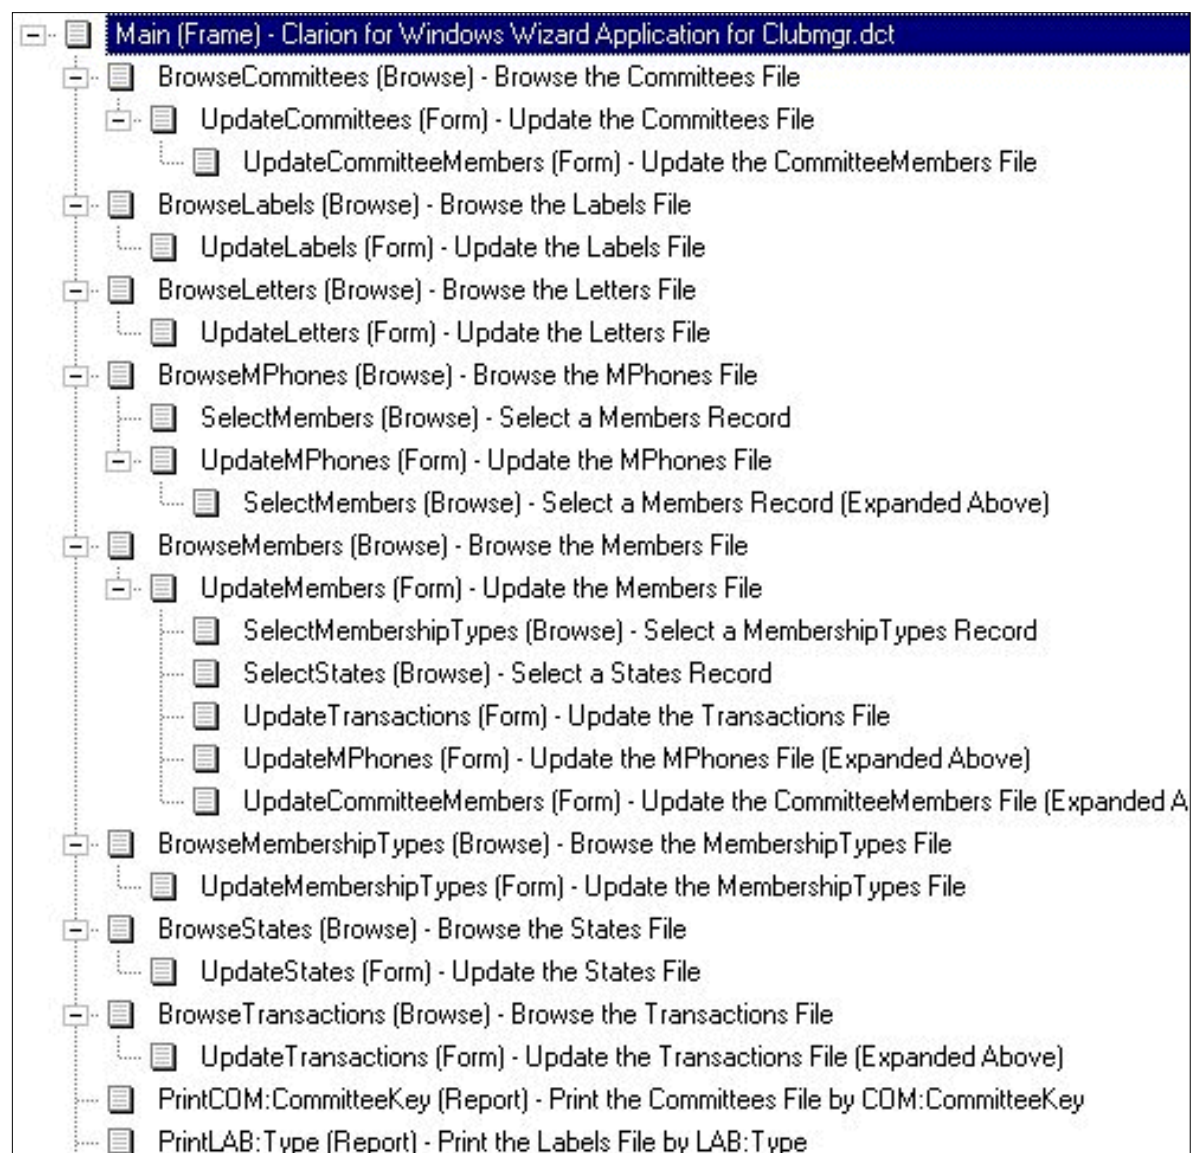 Main (Frame) - Clarion for Windows Wizard Application for Clubmgr.dct
BrowseCommittees (Browse) - Browse the Committees File
UpdateCommittees (Form) - Update the Committees File
UpdateCommitteeMembers (Form) - Update the CommitteeMembers File
BrowseLabels (Browse) - Browse the Labels File
UpdateLabels (Form) - Update the Labels File
BrowseLetters (Browse) - Browse the Letters File
UpdateLetters (Form) - Update the Letters File
BrowseMPhones (Browse) - Browse the MPhones File
SelectMembers (Browse) - Select a Members Record
UpdateMPhones (Form) - Update the MPhones File
SelectMembers (Browse) - Select a Members Record (Expanded Above)
BrowseMembers (Browse) - Browse the Members File
UpdateMembers (Form) - Update the Members File
SelectMembershipTypes (Browse) - Select a MembershipTypes Record
SelectStates (Browse) - Select a States Record
UpdateTransactions (Form) - Update the Transactions File
UpdateMPhones (Form) - Update the MPhones File (Expanded Above)
UpdateCommitteeMembers (Form) - Update the CommitteeMembers File (Expanded A
BrowseMembershipTypes (Browse) - Browse the MembershipTypes File
UpdateMembershipTypes (Form) - Update the MembershipTypes File
BrowseStates (Browse) - Browse the States File
UpdateStates (Form) - Update the States File
BrowseTransactions (Browse) - Browse the Transactions File
UpdateTransactions (Form) - Update the Transactions File (Expanded Above)
PrintCOM:CommitteeKey (Report) - Print the Committees File by COM:CommitteeKey
PrintLAB:Type (Report) - Print the Labels File by LAB:Type